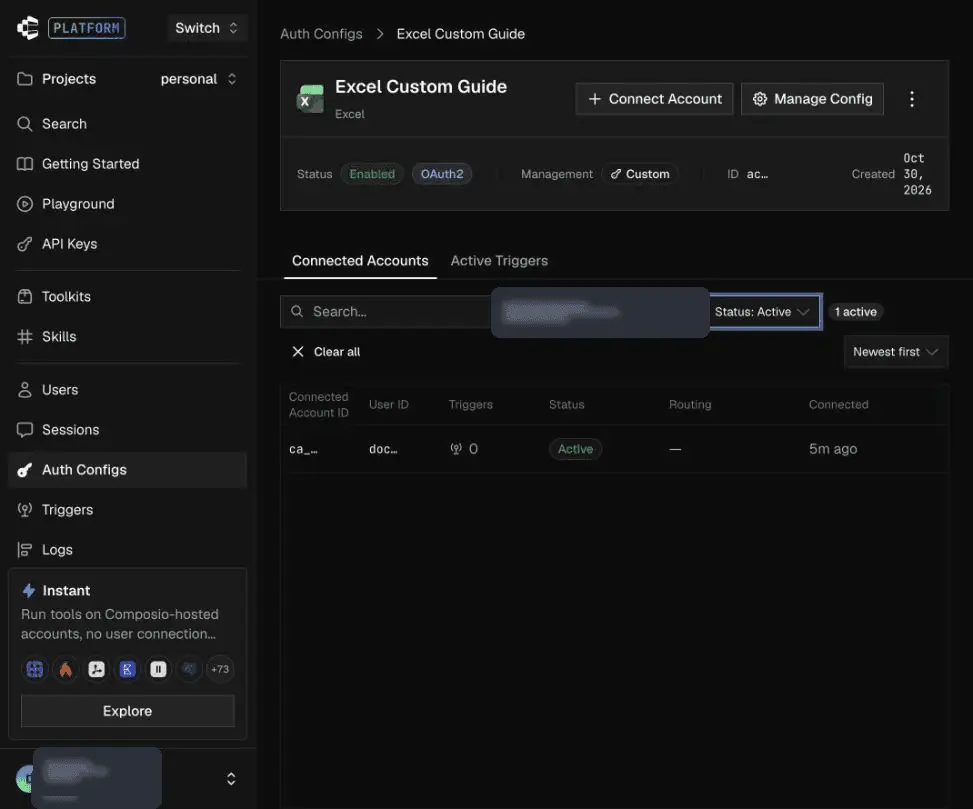 PLATFORM
Switch
Projects
personal
Search
Getting Started
Playground
API Keys
Toolkits
Skills
Users
Sessions
Auth Configs
Triggers
Logs
Instant
Run tools on Composio-hosted
accounts, no user connection…
+73
Explore
Auth Configs > Excel Custom Guide
Excel Custom Guide
Excel
+ Connect Account
Manage Config
Status Enabled OAuth2
Management Custom
ID ac…
Created
Oct
30,
2026
Connected Accounts
Active Triggers
Search...
Status: Active
1 active
Clear all
Newest first
Connected
Account ID
User ID
Triggers
Status
Routing
Connected
ca_…
doc…
0
Active
—
5m ago